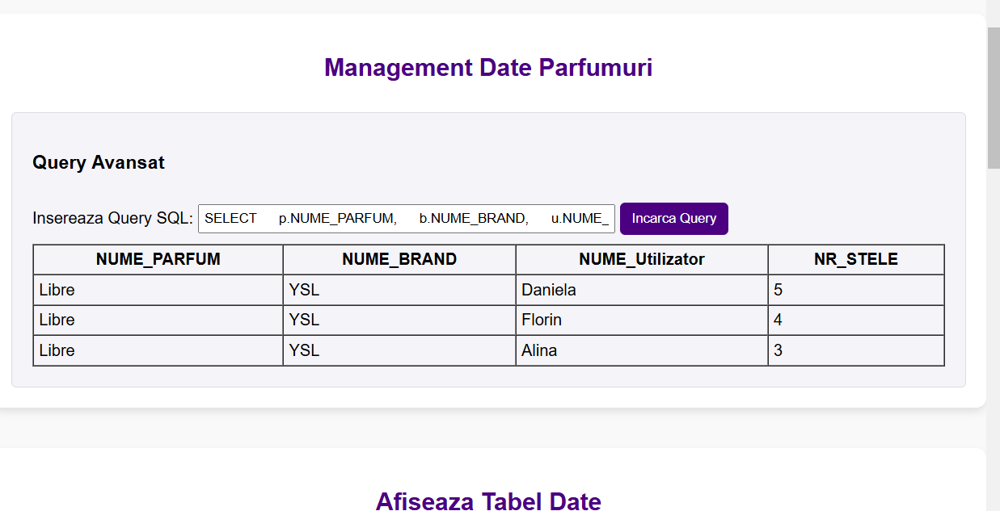 Management Date Parfumuri
Query Avansat
Insereaza Query SQL: SELECT p.NUME_PARFUM, b.NUME_BRAND, u.NUME_ Incarca Query
NUME_PARFUM NUME_BRAND NUME_Utilizator NR_STELE
Libre YSL Daniela 5
Libre YSL Florin 4
Libre YSL Alina 3
Afiseaza Tabel Date